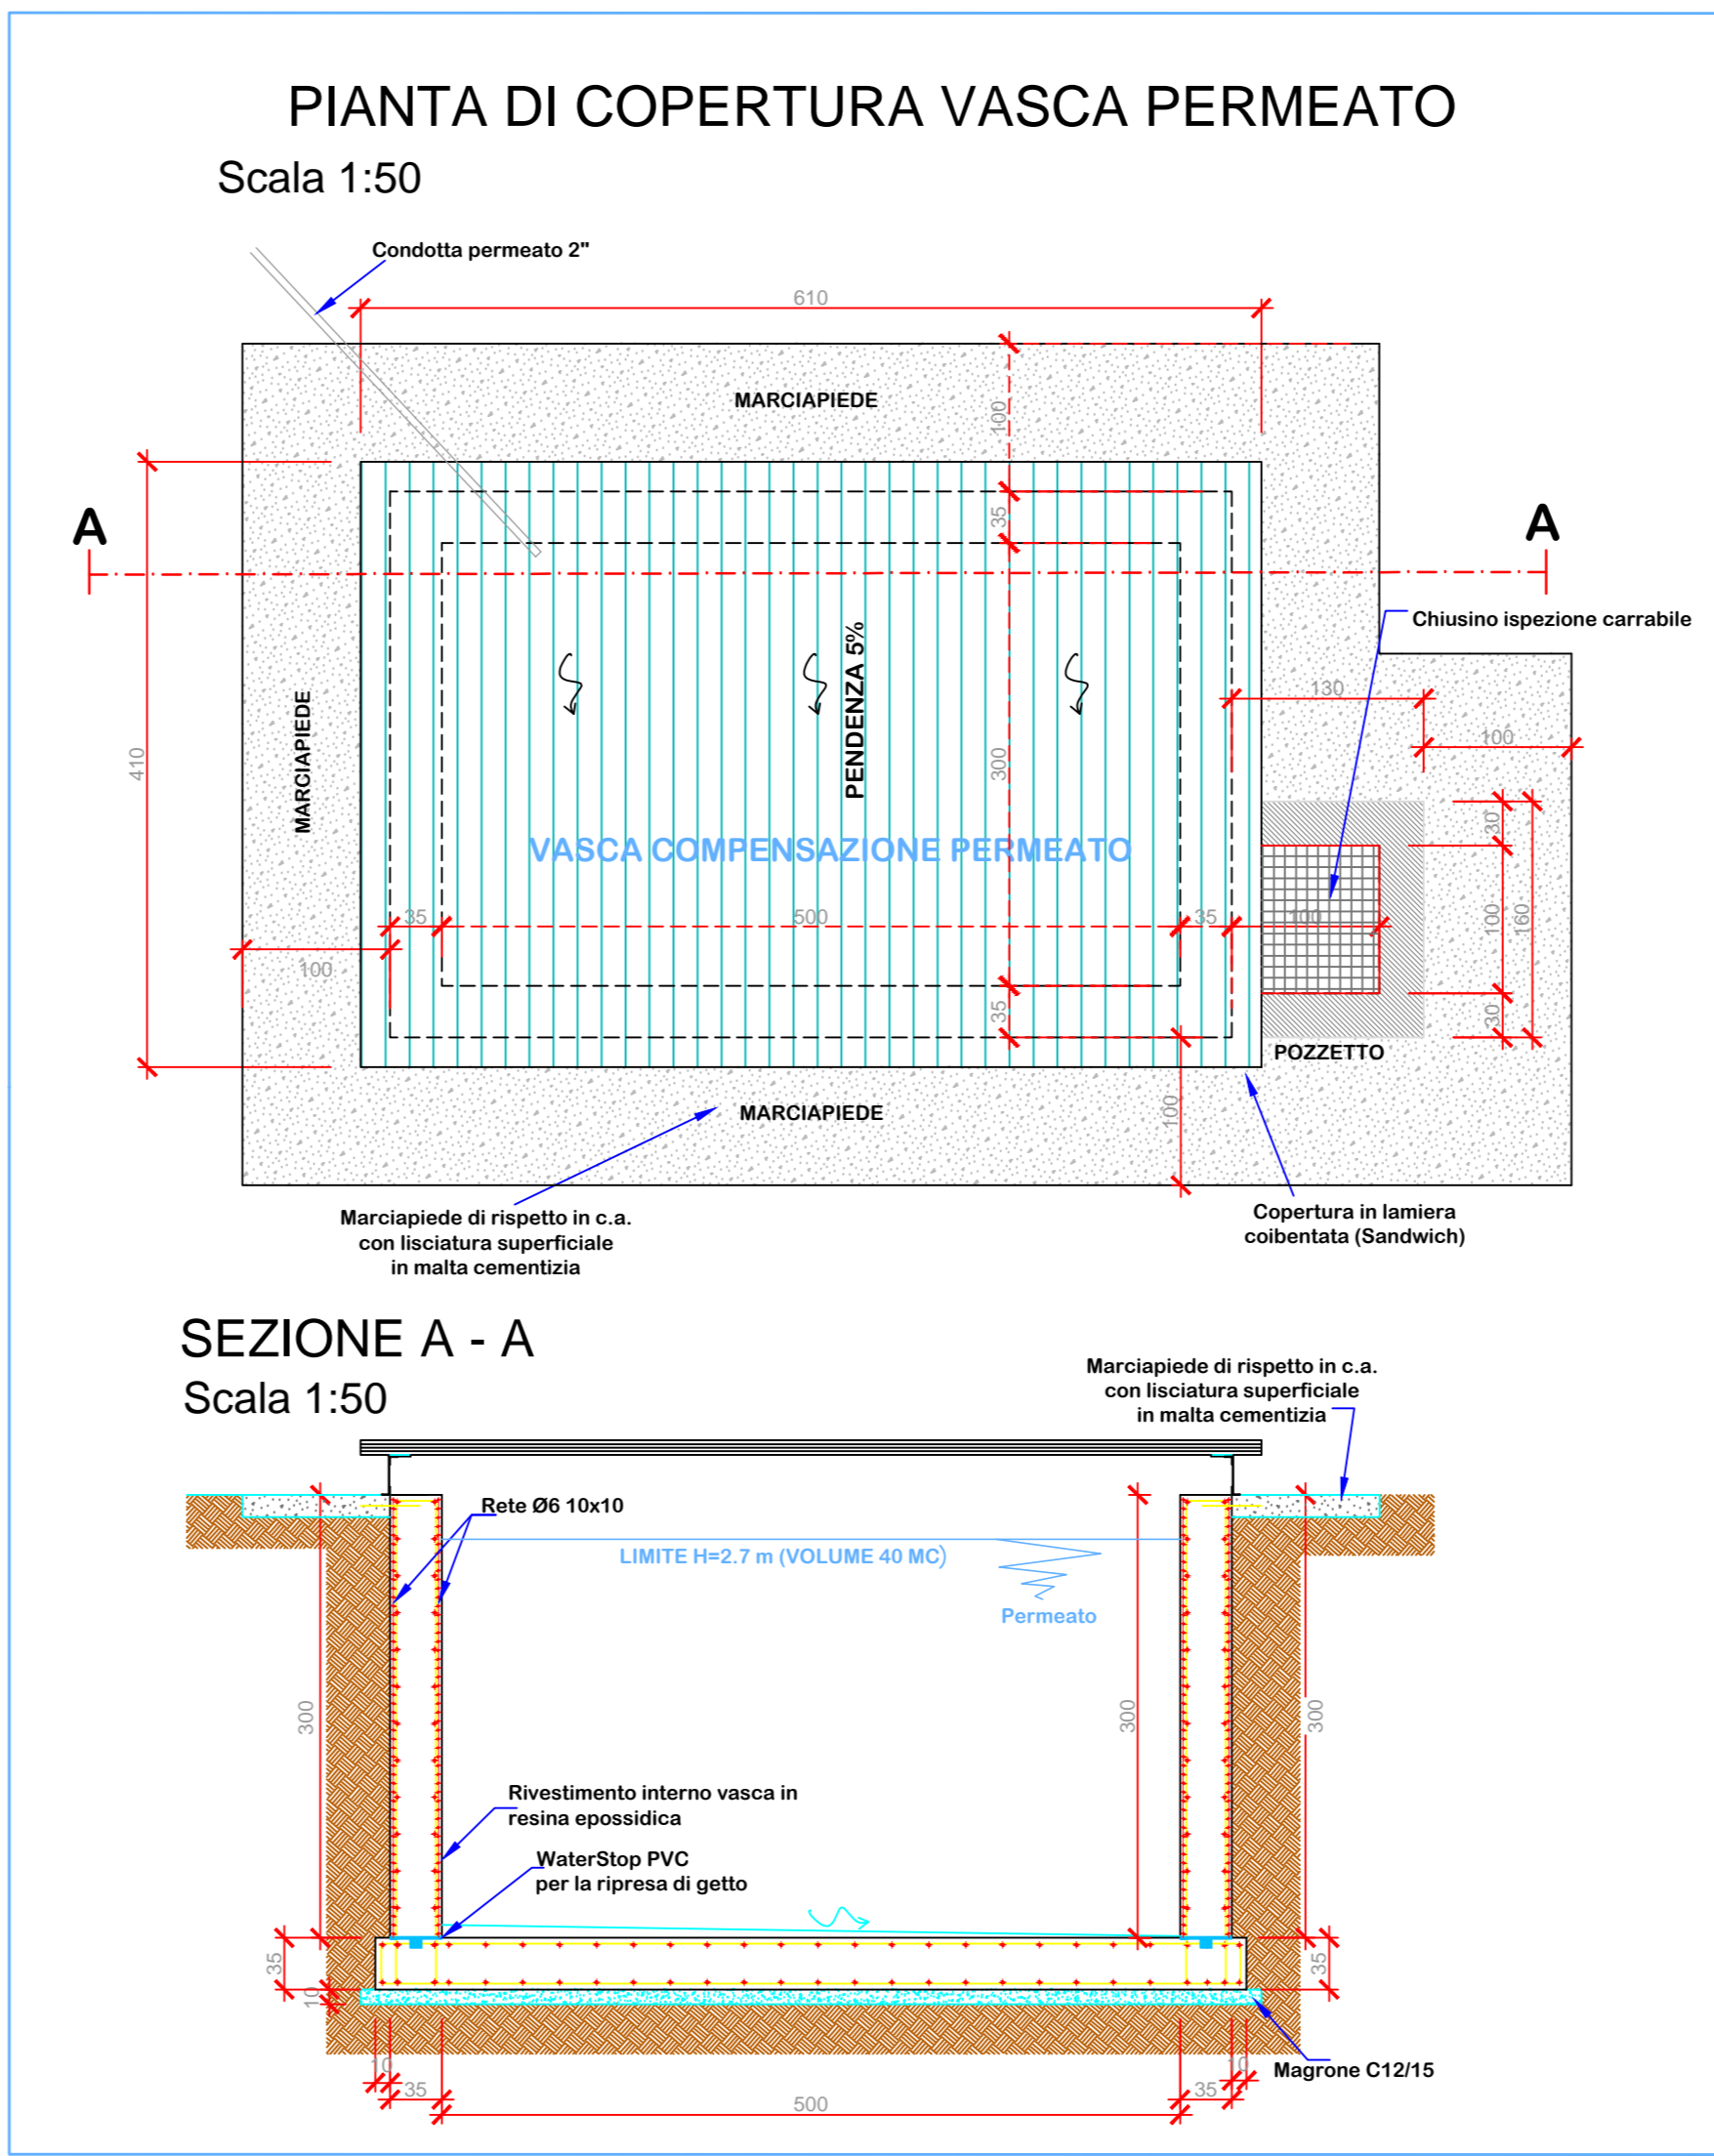 PIANTA DI COPERTURA VASCA PERMEATO
Scala 1:50
Condotta permeato 2"
610
MARCIAPIEDE
100
A
A
35
Chiusino ispezione carrabile
PENDENZA 5%
130
100
MARCIAPIEDE
410
300
30
VASCA COMPENSAZIONE PERMEATO
35
500
35
100
100
160
100
35
30
POZZETTO
MARCIAPIEDE
100
Marciapiede di rispetto in c.a.
con lisciatura superficiale
in malta cementizia
Copertura in lamiera
coibentata (Sandwich)
SEZIONE A - A
Scala 1:50
Marciapiede di rispetto in c.a.
con lisciatura superficiale
in malta cementizia
Rete Ø6 10x10
LIMITE H=2.7 m (VOLUME 40 MC)
Permeato
300
300
300
Rivestimento interno vasca in
resina epossidica
WaterStop PVC
per la ripresa di getto
35
35
10
10
10
Magrone C12/15
35
35
500